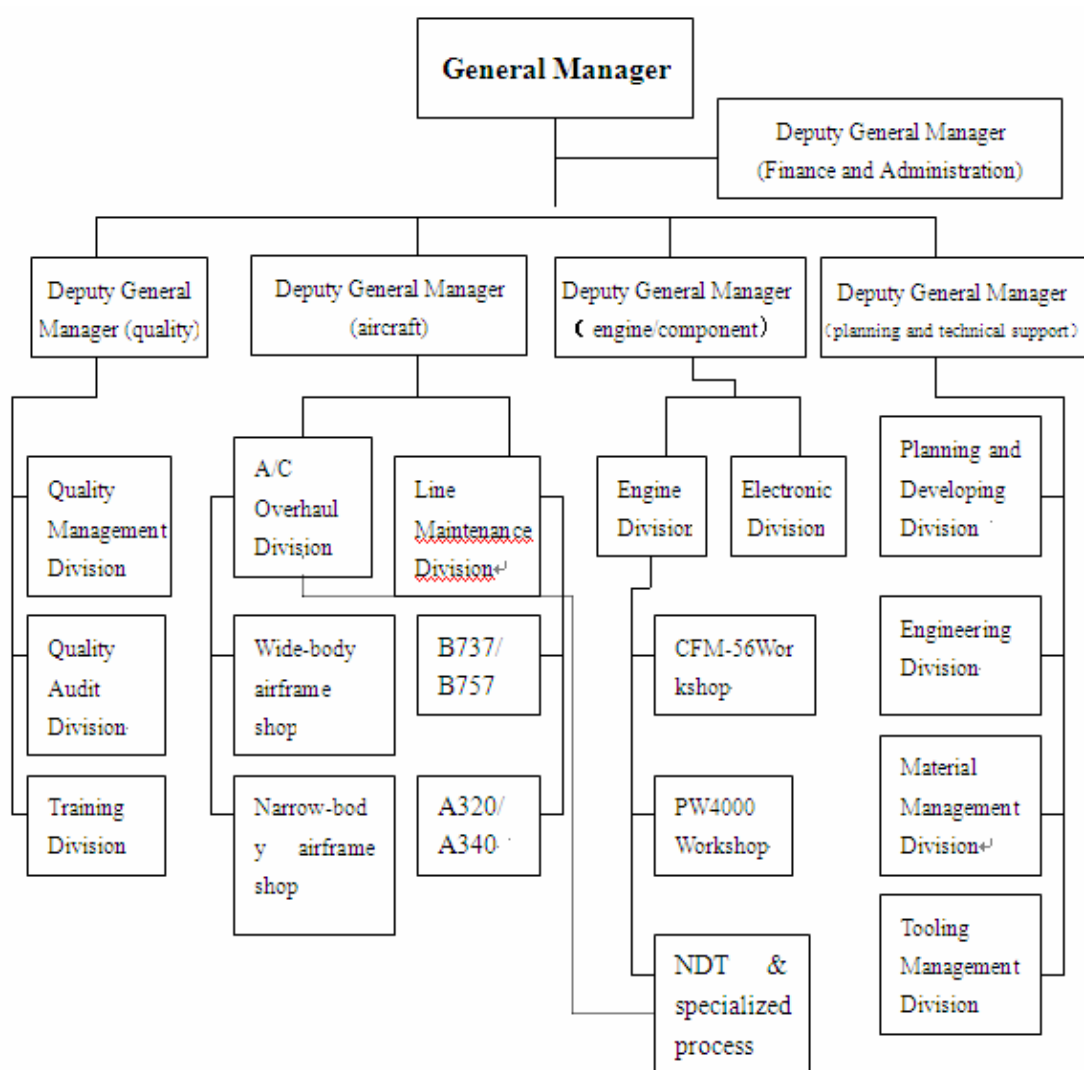 General Manager
Deputy General Manager
(Finance and Administration)
Deputy General
Manager (quality)
Deputy General Manager
(aircraft)
Deputy General Manager
( engine/component)
Deputy General Manager
(planning and technical support)
Quality
Management
Division
Quality
Audit
Division
Training
Division
A/C
Overhaul
Division
Wide-body
airframe
shop
Narrow-bod
y airframe
shop
Line
Maintenance
Division↵
B737/
B757
A320/
A340
Engine
Division
Electronic
Division
CFM-56Wor
kshop
PW4000
Workshop
NDT &
specialized
process
Planning and
Developing
Division
Engineering
Division
Material
Management
Division↵
Tooling
Management
Division